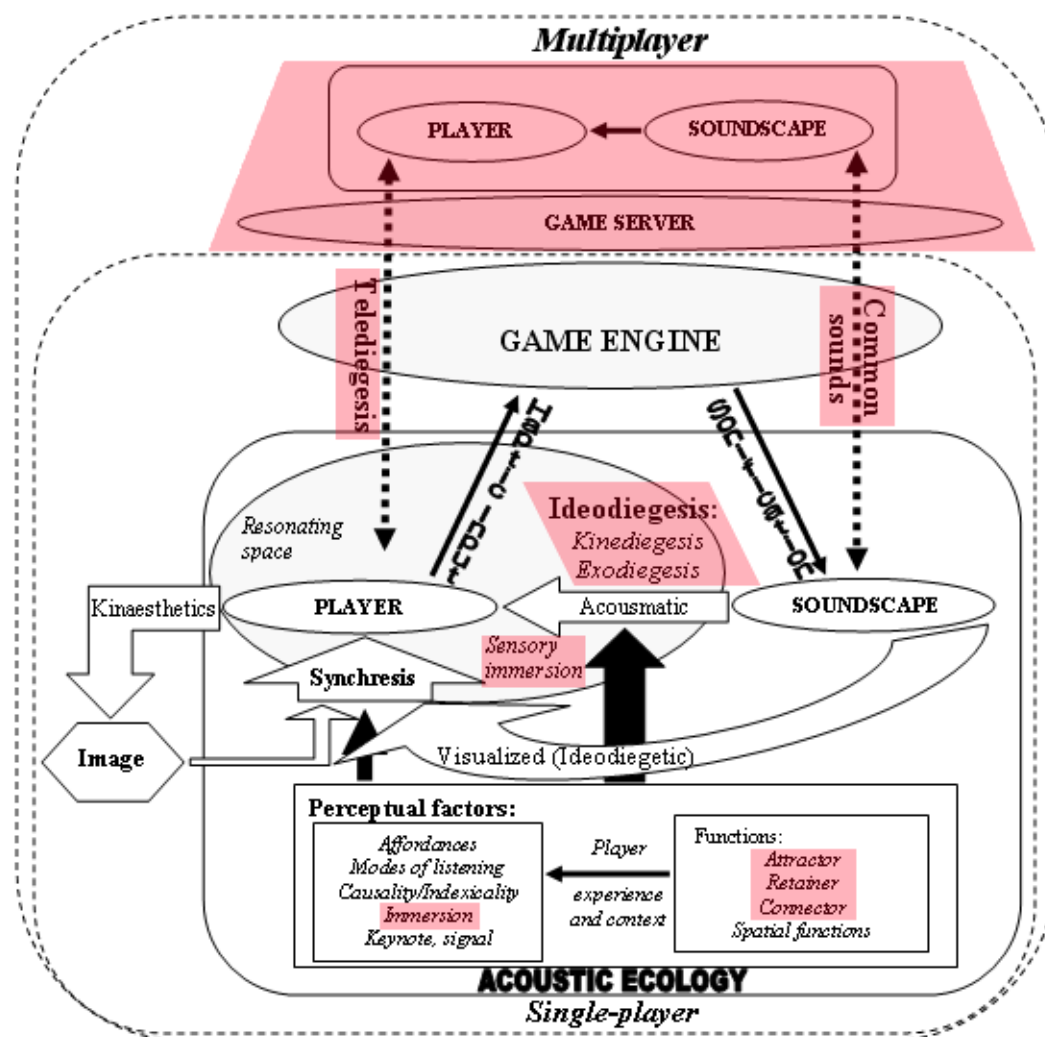 Multiplayer
PLAYER
SOUNDSCAPE
GAME SERVER
Telediegesis
Common
sounds
GAME ENGINE
HAPTIC INPUT
SONIFICATION
Resonating
space
Ideodiegesis:
Kinediegesis
Exodiegesis
Kinaesthetics
PLAYER
Acousmatic
SOUNDSCAPE
Sensory
immersion
Synchresis
Image
Visualized (Ideodiegetic)
Perceptual factors:
Affordances
Modes of listening
Causality/Indexicality
Immersion
Keynote, signal
Player
experience
and context
Functions:
Attractor
Retainer
Connector
Spatial functions
ACOUSTIC ECOLOGY
Single-player